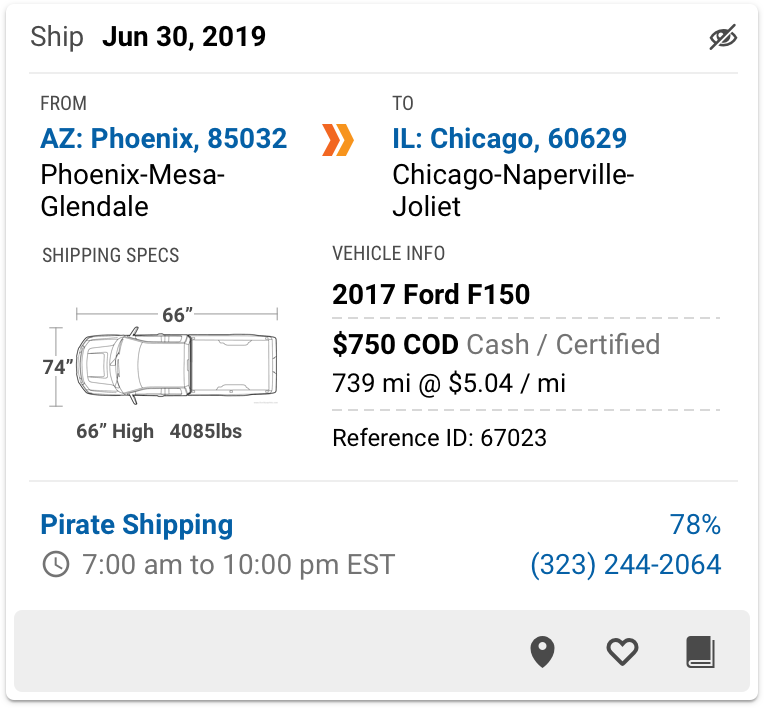 Ship Jun 30, 2019
FROM
AZ: Phoenix, 85032
Phoenix-Mesa-
Glendale
TO
IL: Chicago, 60629
Chicago-Naperville-
Joliet
SHIPPING SPECS
66”
74”
66” High 4085lbs
VEHICLE INFO
2017 Ford F150
$750 COD Cash / Certified
739 mi @ $5.04 / mi
Reference ID: 67023
Pirate Shipping
78%
7:00 am to 10:00 pm EST
(323) 244-2064